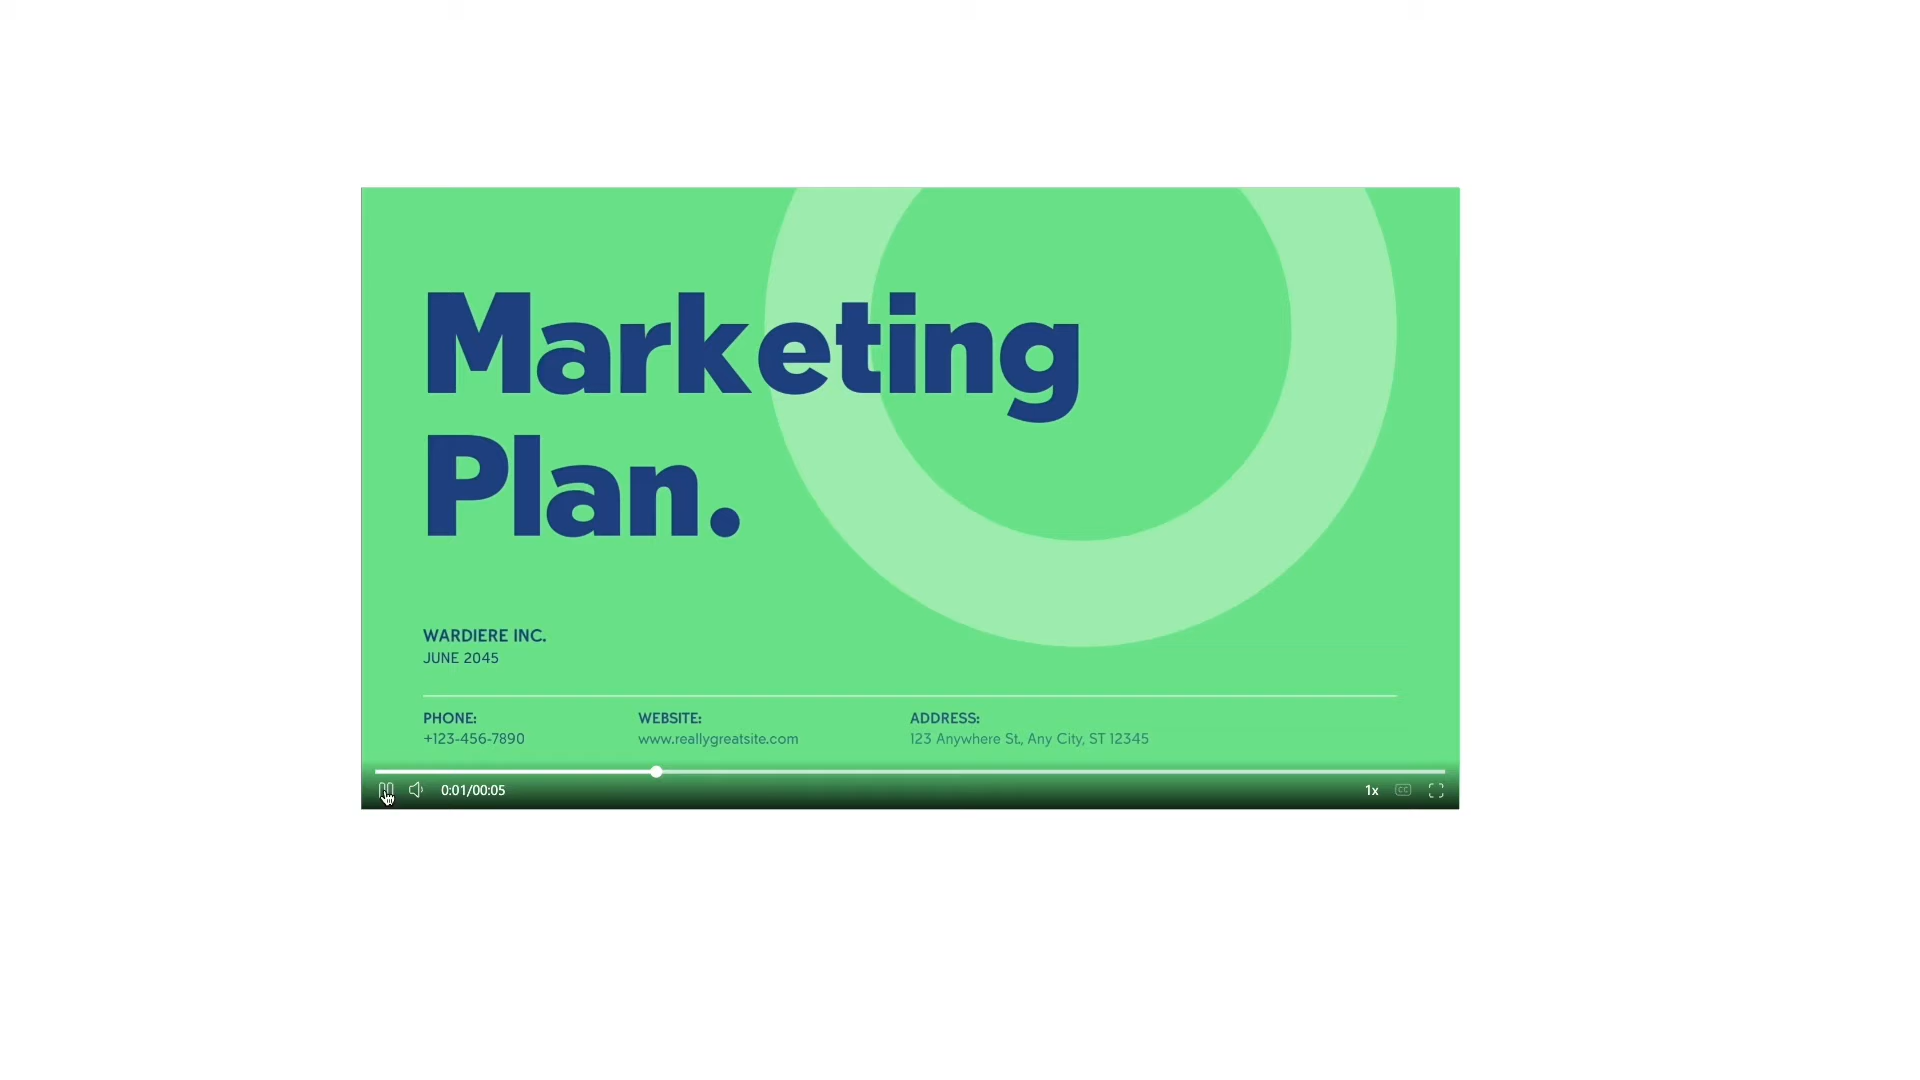 Marketing
Plan.
WARDIERE INC.
JUNE 2045
PHONE:
+123-456-7890
WEBSITE:
www.reallygreatsite.com
ADDRESS:
123 Anywhere St., Any City, ST 12345
0:01/00:05
1x
CC